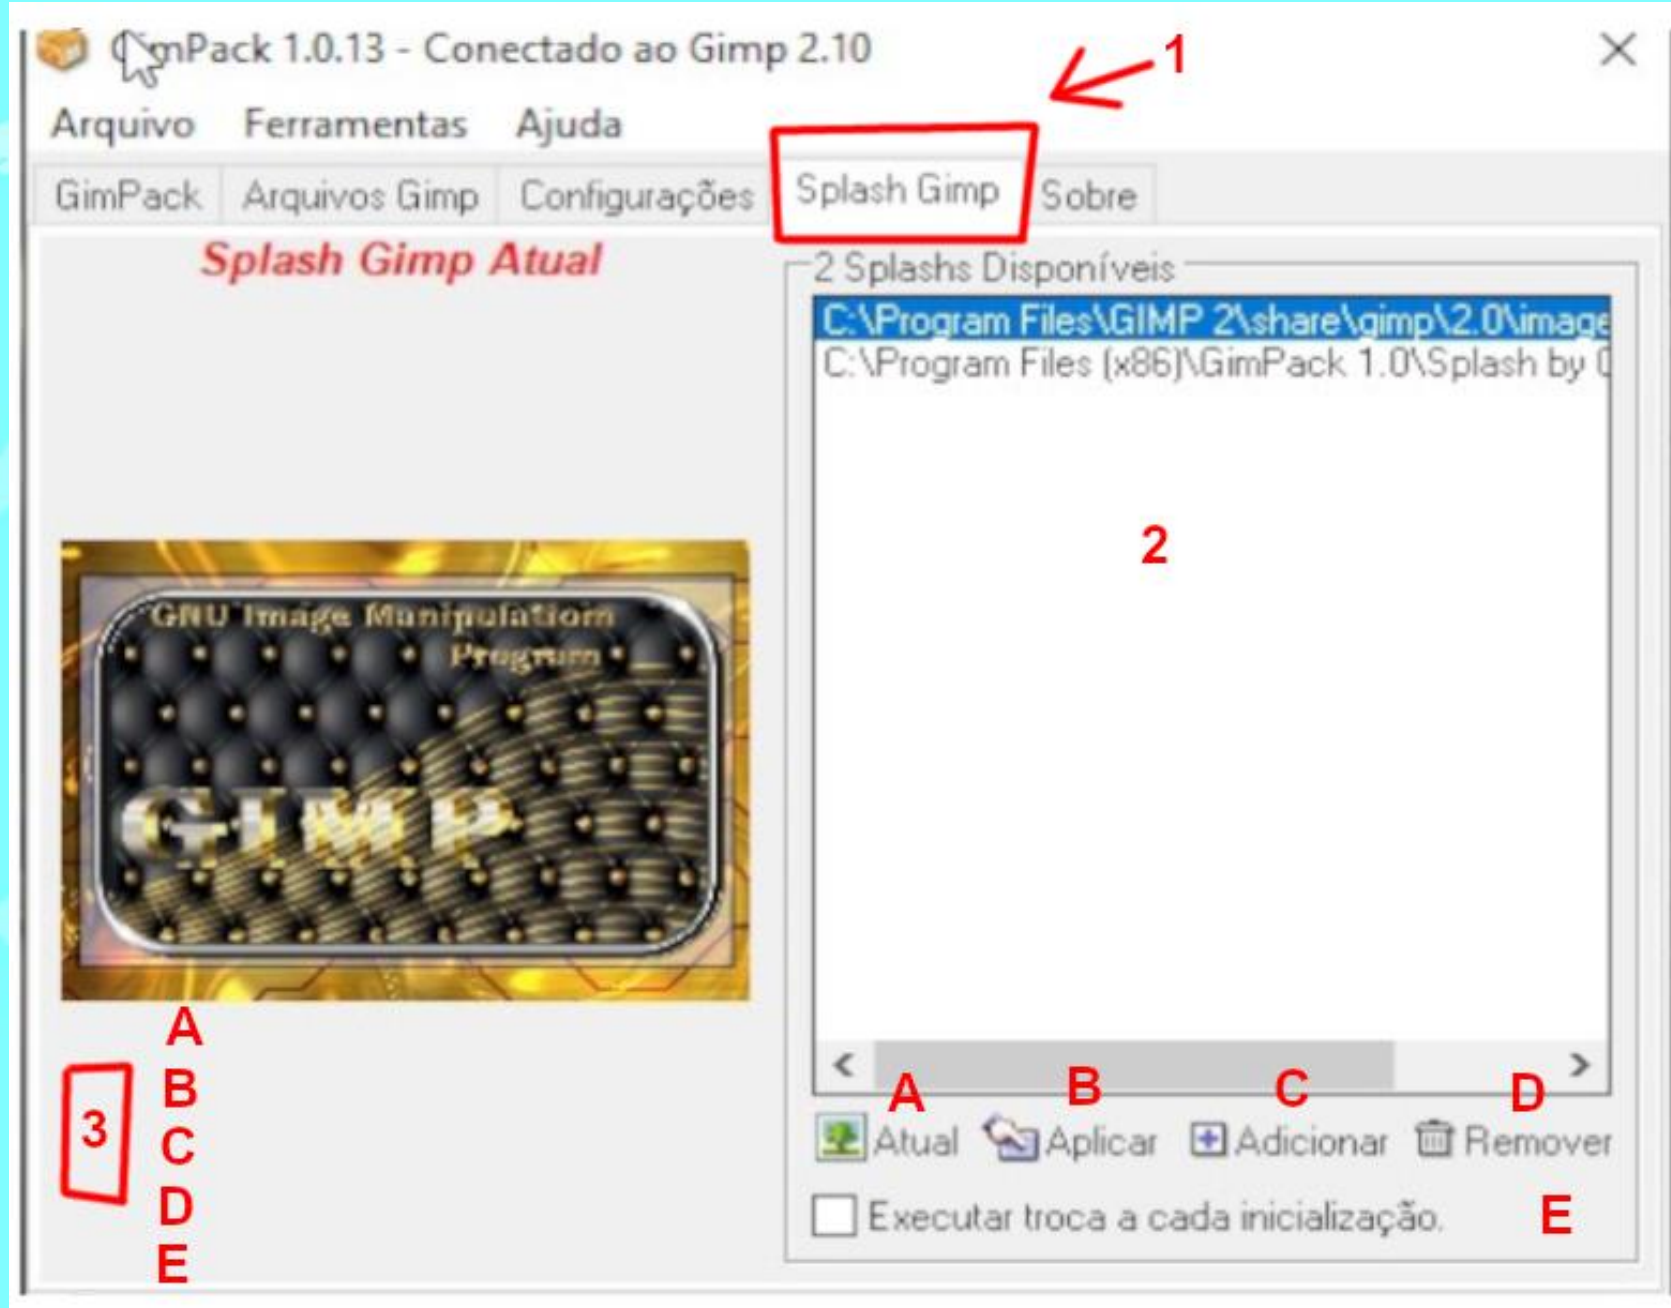 GimPack 1.0.13 - Conectado ao Gimp 2.10
1
Arquivo Ferramentas Ajuda
GimPack Arquivos Gimp Configurações Splash Gimp Sobre
Splash Gimp Atual
2 Splashs Disponíveis
C:\Program Files\GIMP 2\share\gimp\2.0\image
C:\Program Files (x86)\GimPack 1.0\Splash by
2
GNU Image Manipulatiom
Program
GIMP
A
B
C
D
E
3
A B C D
Atual Aplicar Adicionar Remover
Executar troca a cada inicialização. E